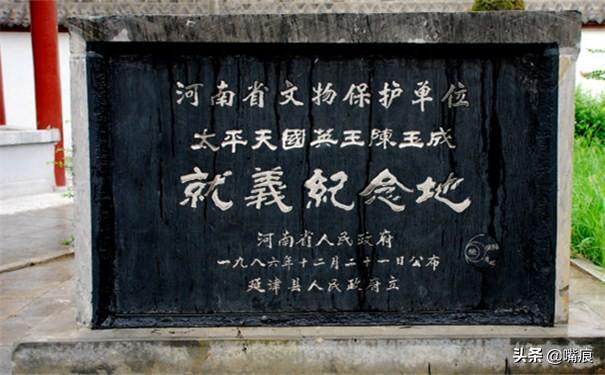 河南省文物保护单位
太平天國英王陳玉成
就義紀念地
河南省人民政府
一九八六年十二月二十一日公布
延津县人民政府立
头条 @嘴痕